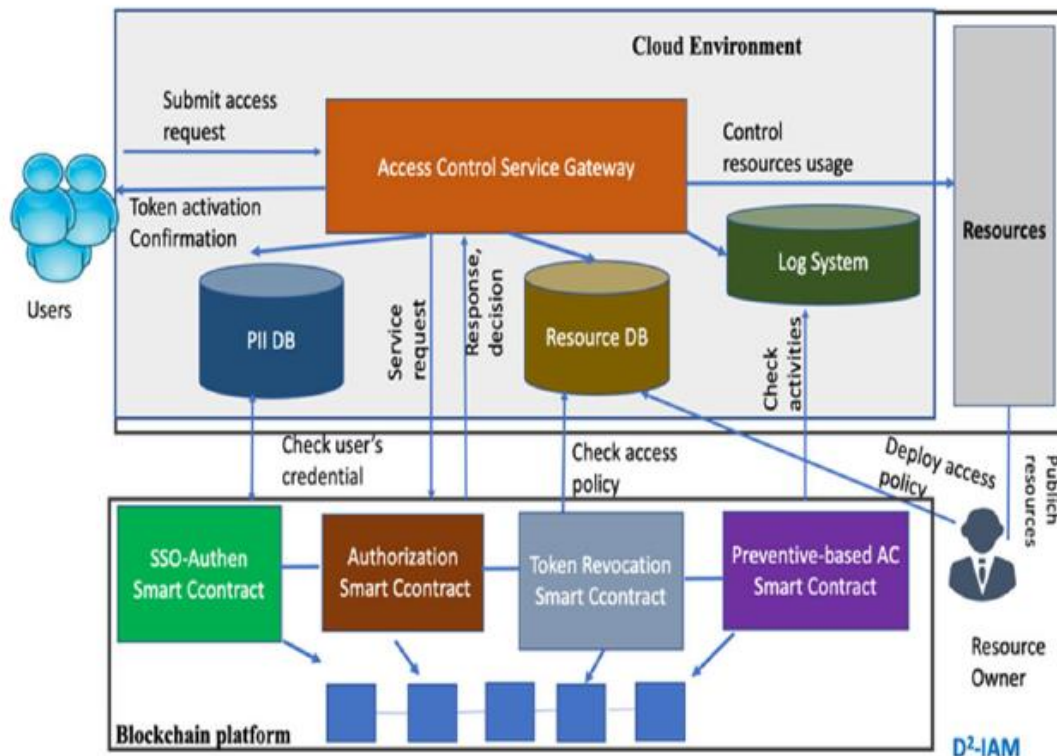 Cloud Environment
Submit access
request
Access Control Service Gateway
Control
resources usage
Token activation
Confirmation
Users
PII DB
Service
request
Response,
decision
Resource DB
Log System
Resources
Check
activities
Check user's
credential
Check access
policy
Deploy access
policy
Publich
resources
SSO-Authen
Smart Ccontract
Authorization
Smart Ccontract
Token Revocation
Smart Ccontract
Preventive-based AC
Smart Contract
Resource
Owner
Blockchain platform
D²-IAM